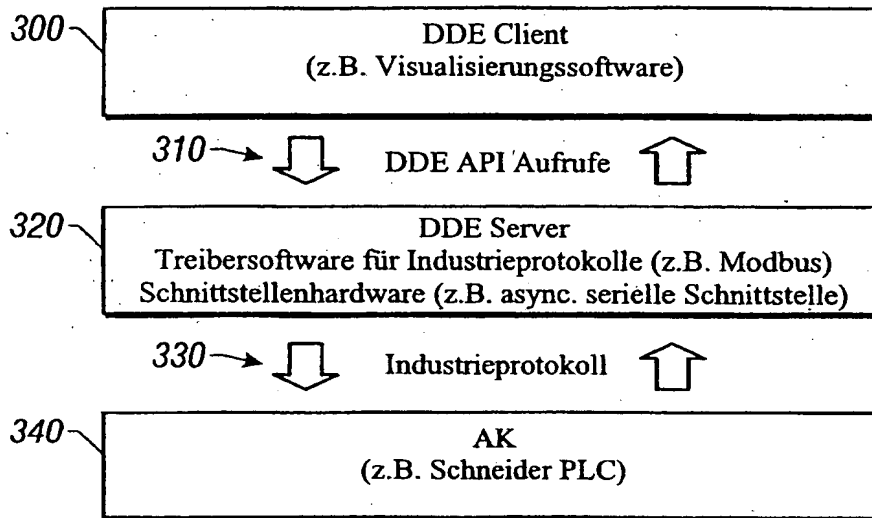 300
DDE Client
(z.B. Visualisierungssoftware)
310
DDE API Aufrufe
320
DDE Server
Treibersoftware für Industrieprotokolle (z.B. Modbus)
Schnittstellenhardware (z.B. async. serielle Schnittstelle)
330
Industrieprotokoll
340
AK
(z.B. Schneider PLC)